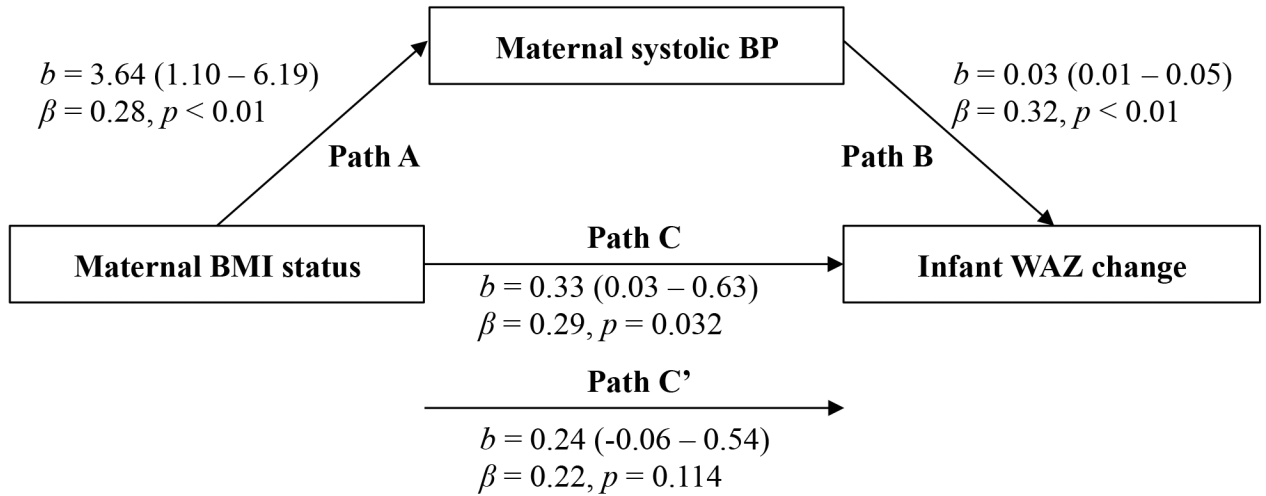 Maternal systolic BP
b = 3.64 (1.10 – 6.19)
β = 0.28, p < 0.01
b = 0.03 (0.01 – 0.05)
β = 0.32, p < 0.01
Path A
Path B
Maternal BMI status
Path C
Infant WAZ change
b = 0.33 (0.03 – 0.63)
β = 0.29, p = 0.032
Path C’
b = 0.24 (-0.06 – 0.54)
β = 0.22, p = 0.114